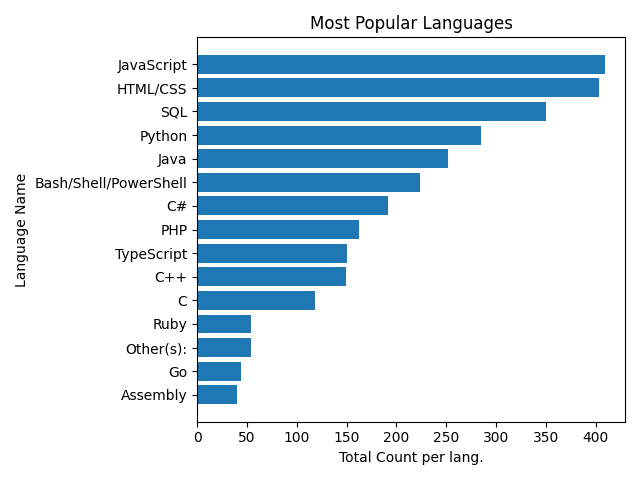 Most Popular Languages
Language Name
JavaScript
HTML/CSS
SQL
Python
Java
Bash/Shell/PowerShell
C#
PHP
TypeScript
C++
C
Ruby
Other(s):
Go
Assembly
0 50 100 150 200 250 300 350 400
Total Count per lang.